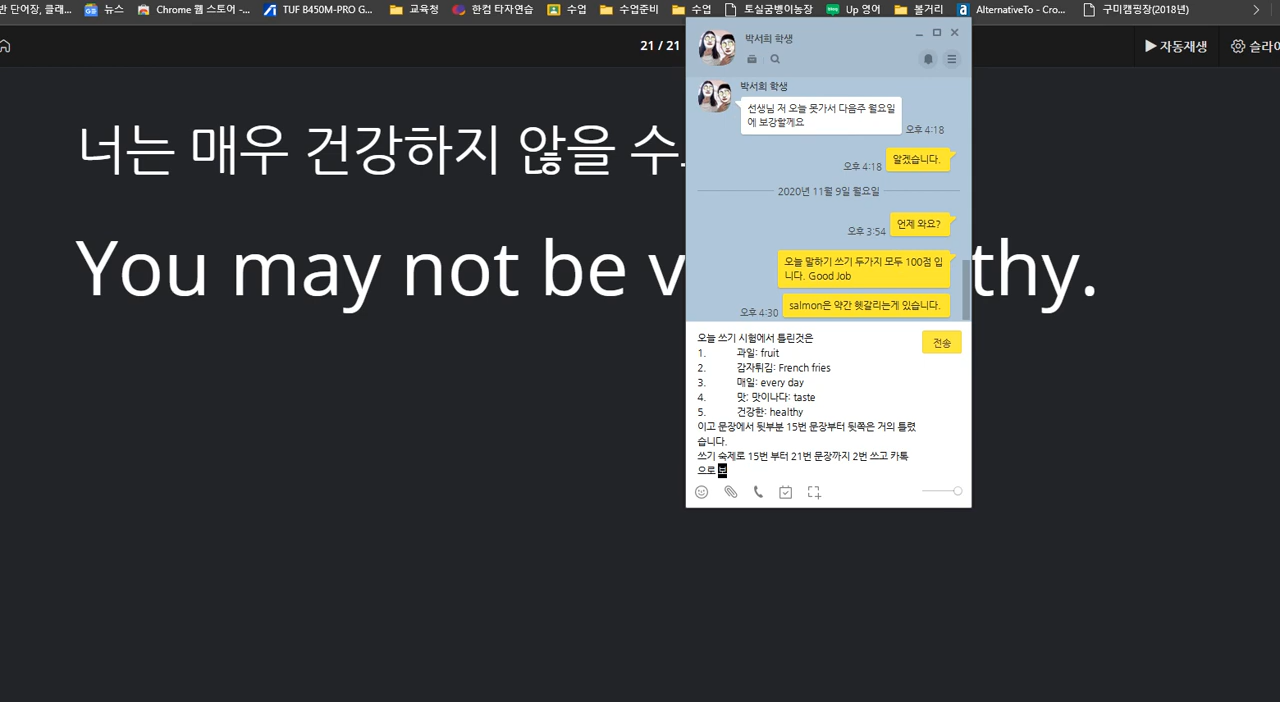 반 단어장, 클래... 뉴스 Chrome 웹 스토어 -... TUF B450M-PRO G... 교육청 한컴 타자연습 수업 수업준비 수업 토실굼벵이농장 Up 영어 볼거리 AlternativeTo - Cro... 구미캠핑장(2018년)
21 / 21
자동재생
슬라이
너는 매우 건강하지 않을 수
You may not be v
thy.
박서희 학생
박서희 학생
선생님 저 오늘 못가서 다음주 월요일
에 보강할께요
오후 4:18
알겠습니다.
오후 4:18
2020년 11월 9일 월요일
언제 와요?
오후 3:54
오늘 말하기 쓰기 두가지 모두 100점 입
니다. Good Job
salmon은 약간 헷갈리는게 있습니다.
오후 4:30
오늘 쓰기 시험에서 틀린것은
전송
1. 과일: fruit
2. 감자튀김: French fries
3. 매일: every day
4. 맛: 맛이나다: taste
5. 건강한: healthy
이고 문장에서 뒷부분 15번 문장부터 뒷쪽은 거의 틀렸
습니다.
쓰기 숙제로 15번 부터 21번 문장까지 2번 쓰고 카톡
으로 보